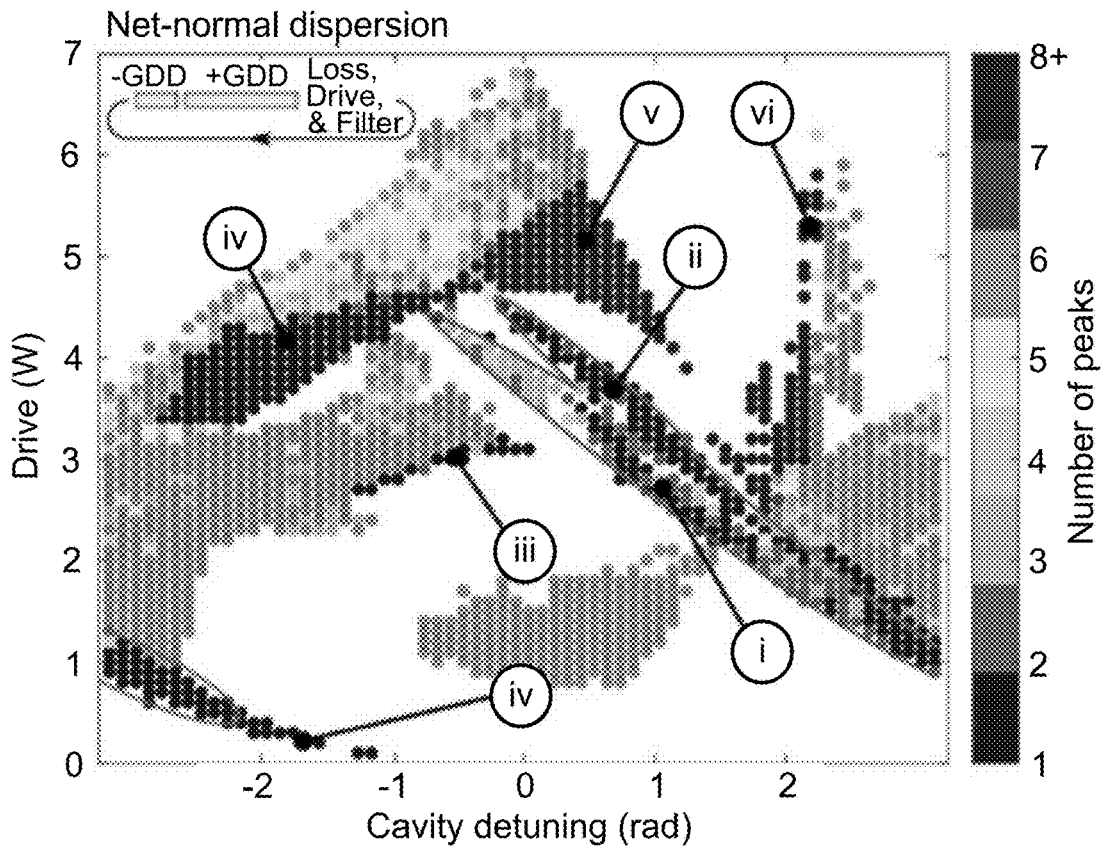 Net-normal dispersion
-GDD +GDD Loss,
Drive,
& Filter
7
6
5
4
3
2
1
0
Drive (W)
-2 -1 0 1 2
Cavity detuning (rad)
v
vi
iv
ii
iii
i
iv
8+
7
6
5
4
3
2
1
Number of peaks